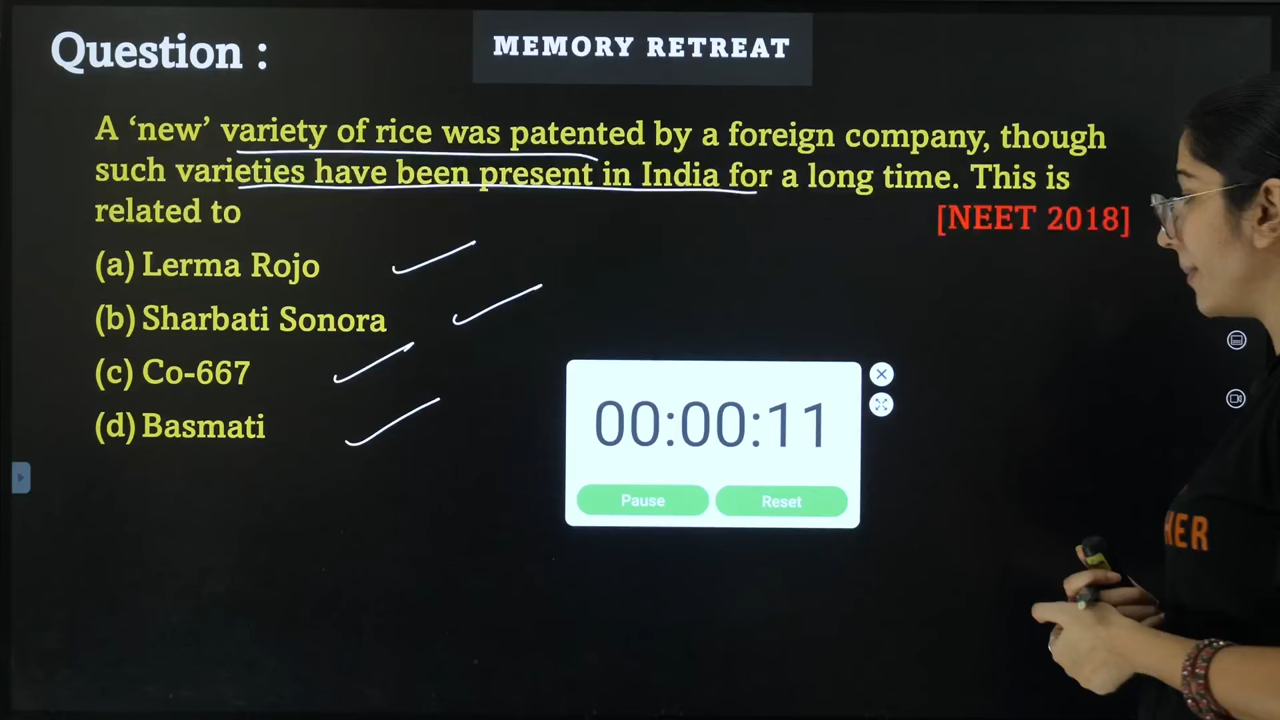 Question :
MEMORY RETREAT
A ‘new’ variety of rice was patented by a foreign company, though
such varieties have been present in India for a long time. This is
related to
[NEET 2018]
(a) Lerma Rojo
(b) Sharbati Sonora
(c) Co-667
(d) Basmati
00:00:11
Pause
Reset
HER